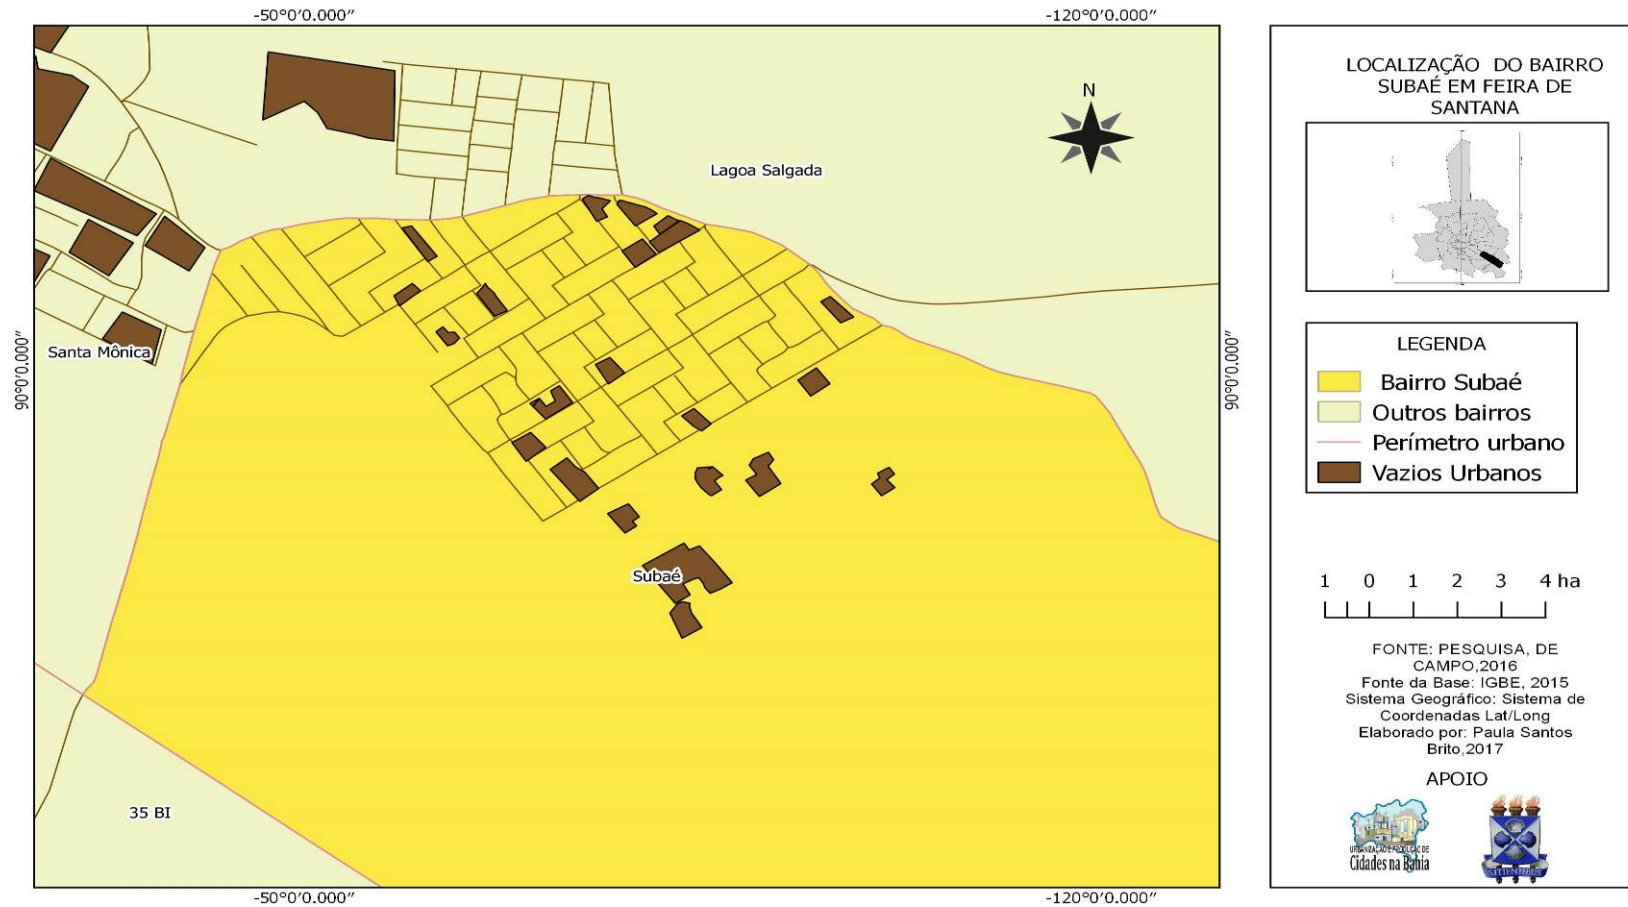 -50°0′0.000″
-120°0′0.000″
N
Lagoa Salgada
Santa Mônica
90°0′0.000″
90°0′0.000″
Subaé
35 BI
-50°0′0.000″
-120°0′0.000″
LOCALIZAÇÃO DO BAIRRO
SUBAÉ EM FEIRA DE
SANTANA
LEGENDA
Bairro Subaé
Outros bairros
Perímetro urbano
Vazios Urbanos
1 0 1 2 3 4 ha
FONTE: PESQUISA, DE
CAMPO,2016
Fonte da Base: IGBE, 2015
Sistema Geográfico: Sistema de
Coordenadas Lat/Long
Elaborado por: Paula Santos
Brito,2017
APOIO
URBANIZAÇÃO E PRODUÇÃO DE
Cidades na Bahia